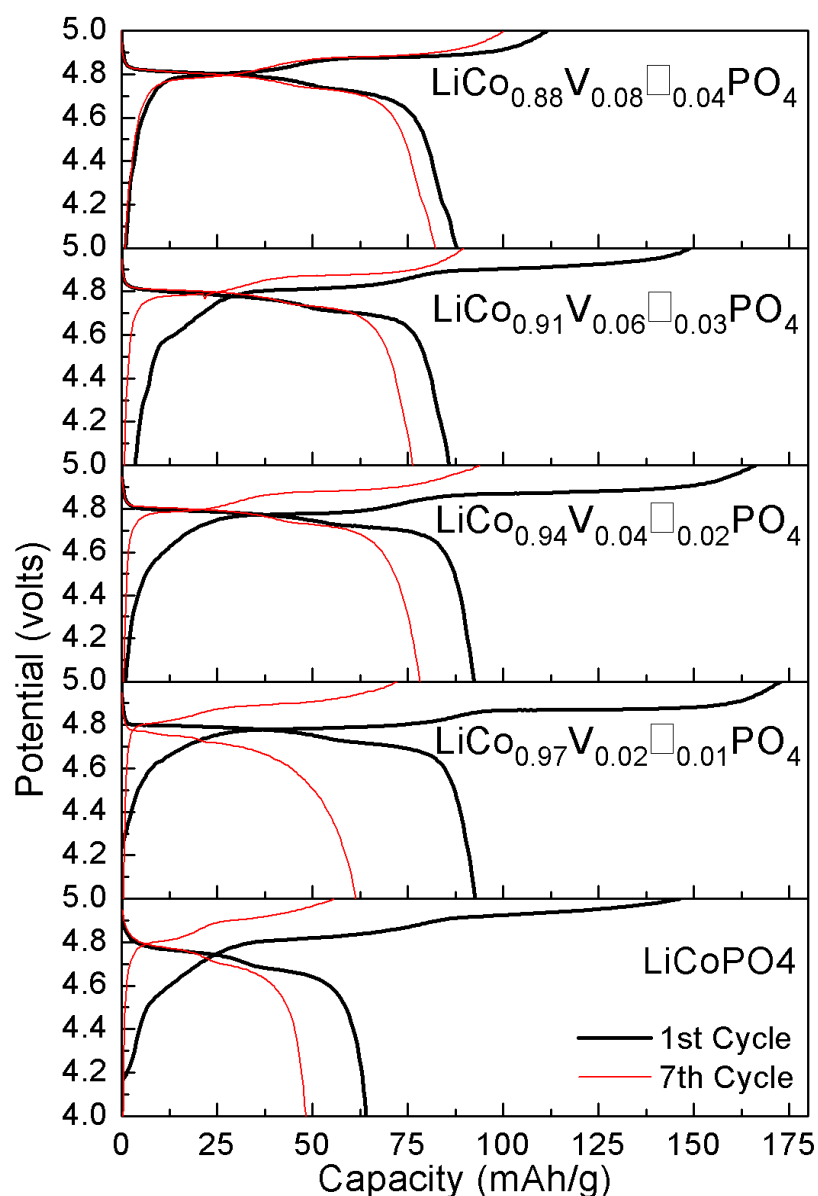 5.0
4.8
4.6
4.4
4.2
LiCo0.88V0.08□0.04PO4
5.0
4.8
4.6
4.4
4.2
LiCo0.91V0.06□0.03PO4
5.0
4.8
4.6
4.4
4.2
LiCo0.94V0.04□0.02PO4
5.0
4.8
4.6
4.4
4.2
LiCo0.97V0.02□0.01PO4
5.0
4.8
4.6
4.4
4.2
4.0
LiCoPO4
1st Cycle
7th Cycle
Potential (volts)
0 25 50 75 100 125 150 175
Capacity (mAh/g)